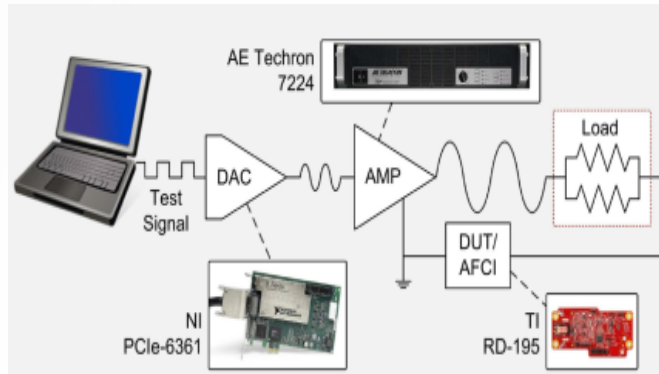 AE Techron
7224
Load
DAC
AMP
Test
Signal
DUT/
AFCI
NI
PCIe-6361
TI
RD-195